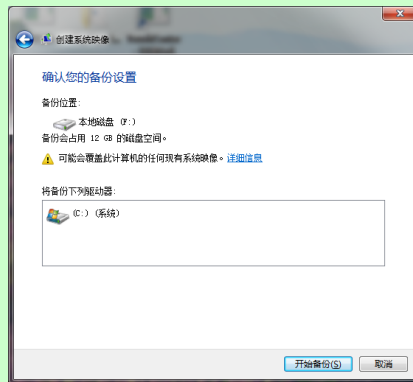 创建系统映像
确认您的备份设置
备份位置:
本地磁盘 (F:)
备份会占用 12 GB 的磁盘空间。
可能会覆盖此计算机的任何现有系统映像。详细信息
将备份下列驱动器:
(C:) (系统)
开始备份(S) 取消